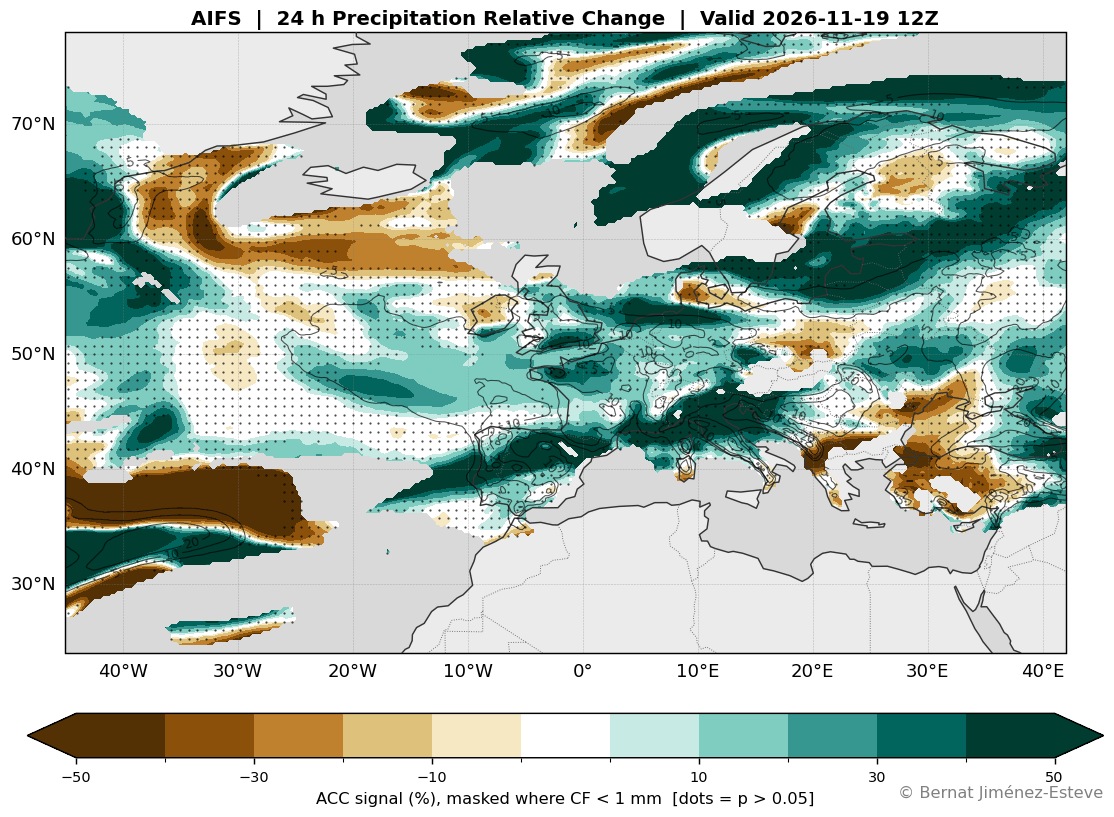 AIFS | 24 h Precipitation Relative Change | Valid 2026-11-19 12Z
70°N
60°N
50°N
40°N
30°N
40°W 30°W 20°W 10°W 0° 10°E 20°E 30°E 40°E
−50 −30 −10 10 30 50
ACC signal (%), masked where CF < 1 mm [dots = p > 0.05]
© Bernat Jiménez-Esteve